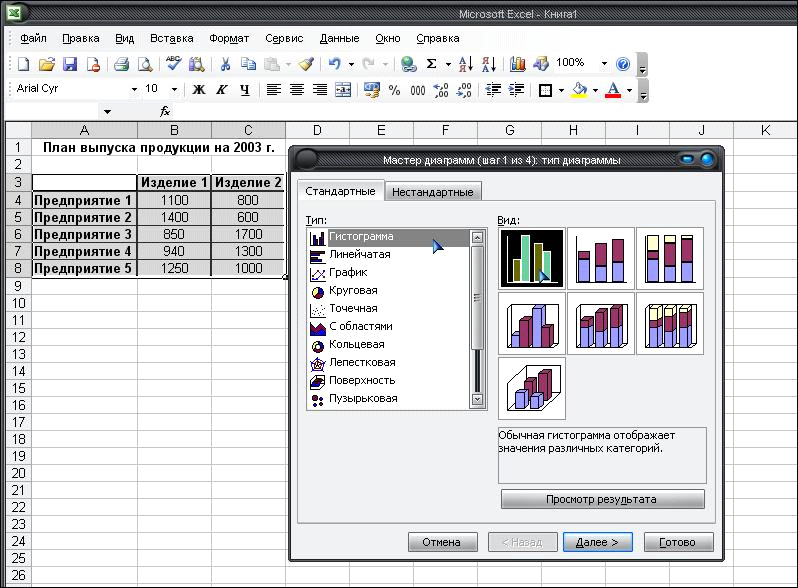 Microsoft Excel - Книга1
Файл Правка Вид Вставка Формат Сервис Данные Окно Справка
ABC Σ А Я Я А 100% ?
Arial Cyr 10 Ж К Ч % 000 А
fx
A B C D E F G H I J K
1 План выпуска продукции на 2003 г.
2
3 Изделие 1 Изделие 2
4 Предприятие 1 1100 800
5 Предприятие 2 1400 600
6 Предприятие 3 850 1700
7 Предприятие 4 940 1300
8 Предприятие 5 1250 1000
9
10
11
12
13
14
15
16
17
18
19
20
21
22
23
24
25
26
Мастер диаграмм (шаг 1 из 4): тип диаграммы
Стандартные Нестандартные
Тип: Вид:
Гистограмма
Линейчатая
График
Круговая
Точечная
С областями
Кольцевая
Лепестковая
Поверхность
Пузырьковая
Обычная гистограмма отображает
значения различных категорий.
Просмотр результата
Отмена < Назад Далее > Готово